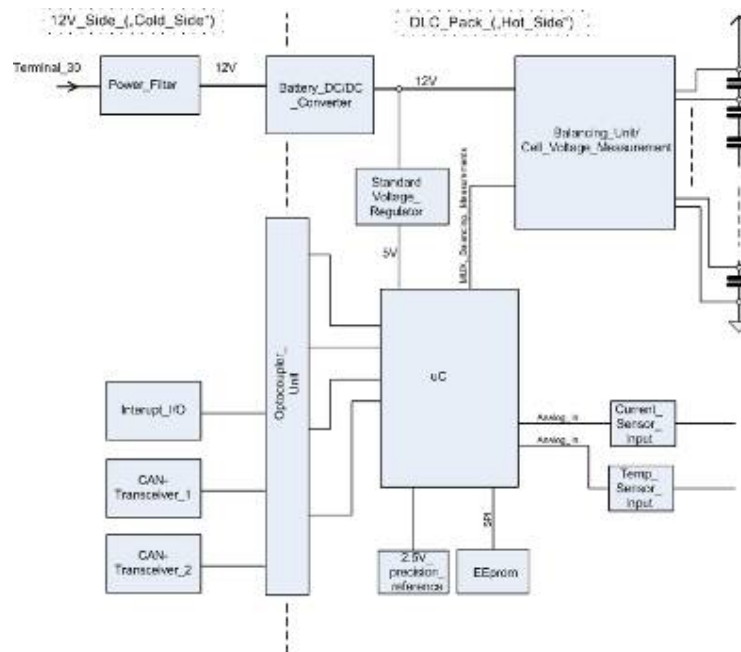 12V_Side_(„Cold_Side")
DLC_Pack_(„Hot_Side")
Terminal_30
Power_Filter
12V
Battery_DC/DC
_Converter
12V
Balancing_Unit/
Cell_Voltage_Measurement
Standard
Voltage_
Regulator
MUX_Balancing_Measurements
5V
Optocoupler_
Unit
uC
Interupt_I/O
Analog_In
Current_
Sensor_
Input
Analog_In
Temp_
Sensor_
Input
CAN-
Transceiver_1
CAN-
Transceiver_2
SPI
2.5V_
precision_
reference
EEprom